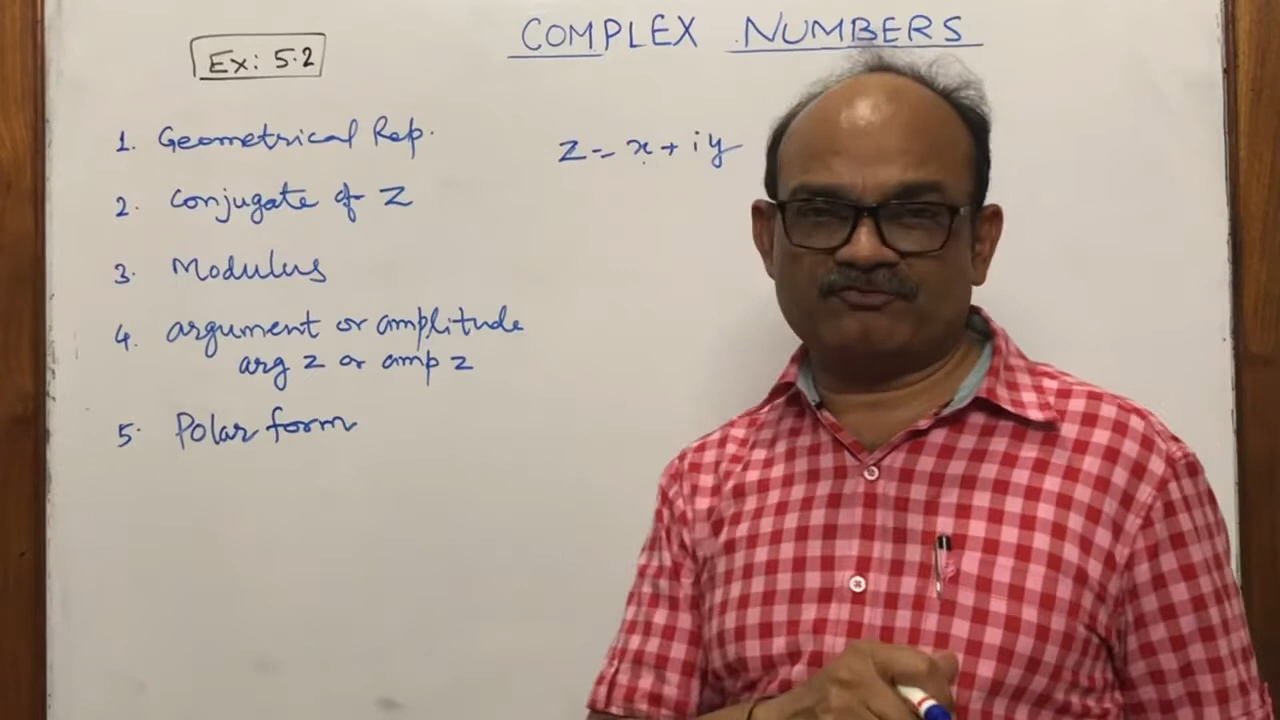 COMPLEX NUMBERS
Ex: 5.2
1. Geometrical Rep.
z = x + iy
2. Conjugate of Z
3. Modulus
4. argument or amplitude
arg z or amp z
5. Polar form